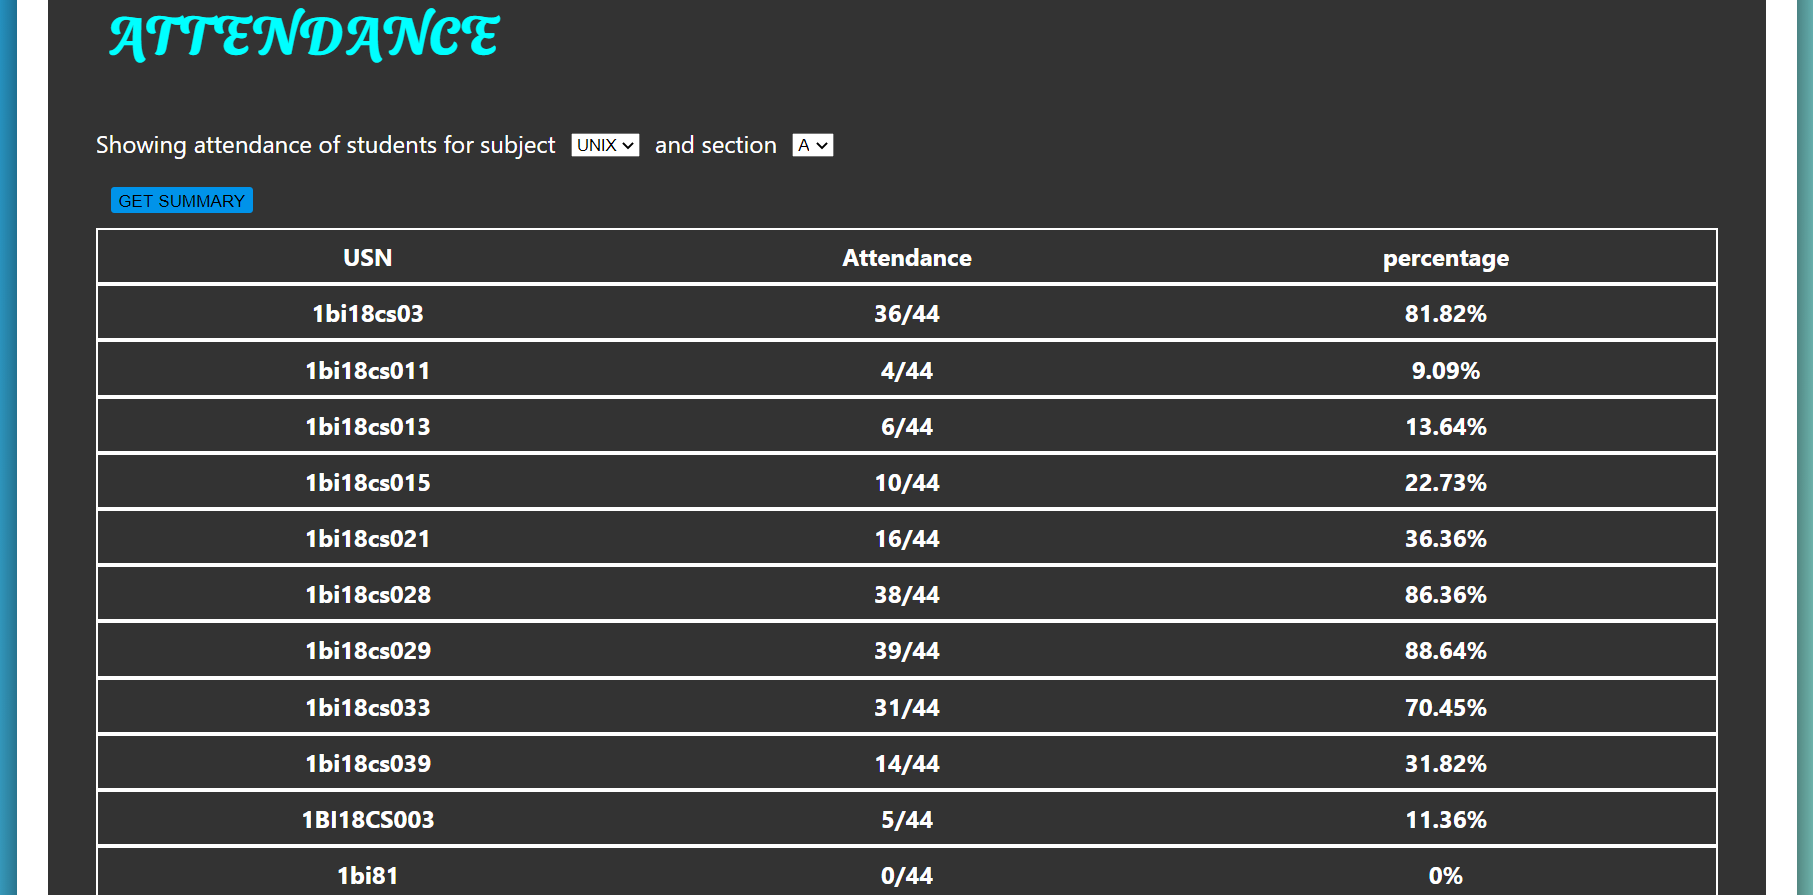 ATTENDANCE
Showing attendance of students for subject UNIX and section A
GET SUMMARY
USN Attendance percentage
1bi18cs03 36/44 81.82%
1bi18cs011 4/44 9.09%
1bi18cs013 6/44 13.64%
1bi18cs015 10/44 22.73%
1bi18cs021 16/44 36.36%
1bi18cs028 38/44 86.36%
1bi18cs029 39/44 88.64%
1bi18cs033 31/44 70.45%
1bi18cs039 14/44 31.82%
1BI18CS003 5/44 11.36%
1bi81 0/44 0%